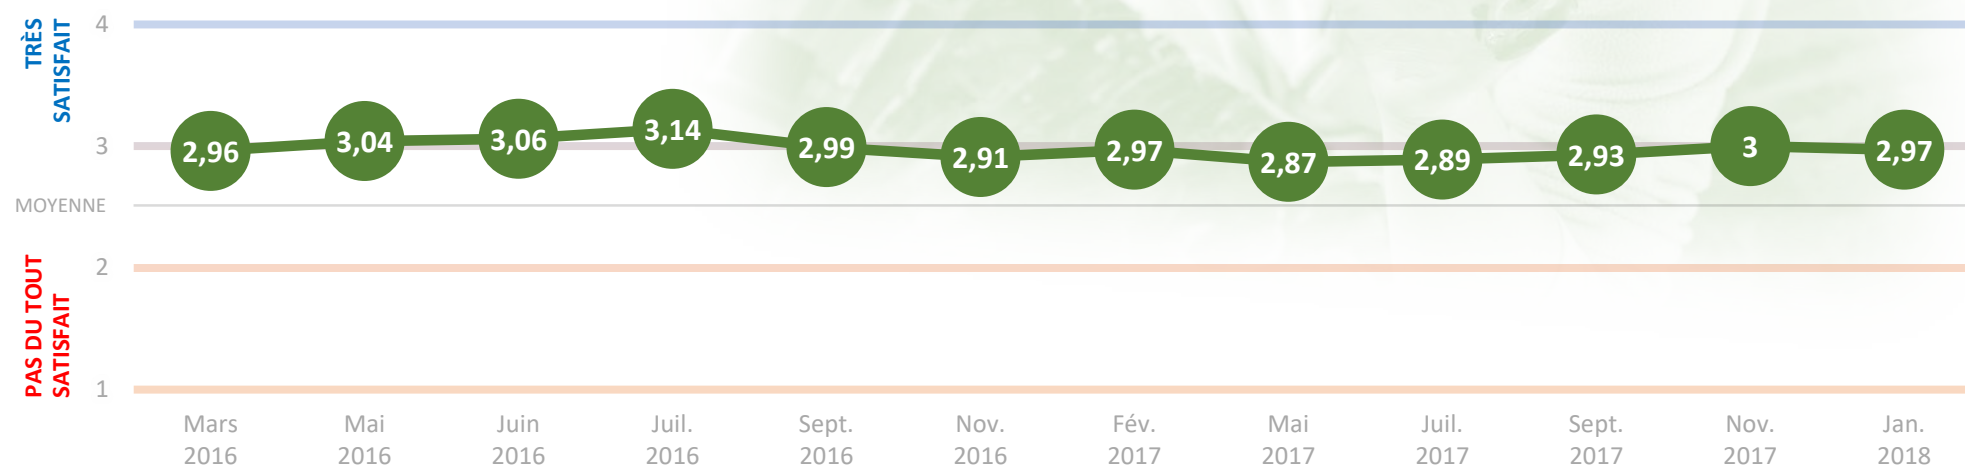 TRÈS
SATISFAIT
4
3
MOYENNE
2
1
PAS DU TOUT
SATISFAIT
2,96
3,04
3,06
3,14
2,99
2,91
2,97
2,87
2,89
2,93
3
2,97
Mars
2016
Mai
2016
Juin
2016
Juil.
2016
Sept.
2016
Nov.
2016
Fév.
2017
Mai
2017
Juil.
2017
Sept.
2017
Nov.
2017
Jan.
2018